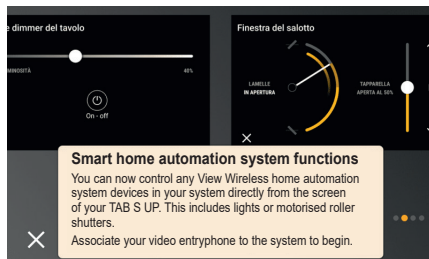 e dimmer del tavolo
Finestra del salotto
MINOSITÀ
40%
On - off
LAMELLE
IN APERTURA
TAPPARELLA
APERTA AL 50%
Smart home automation system functions
You can now control any View Wireless home automation
system devices in your system directly from the screen
of your TAB S UP. This includes lights or motorised roller
shutters.
Associate your video entryphone to the system to begin.